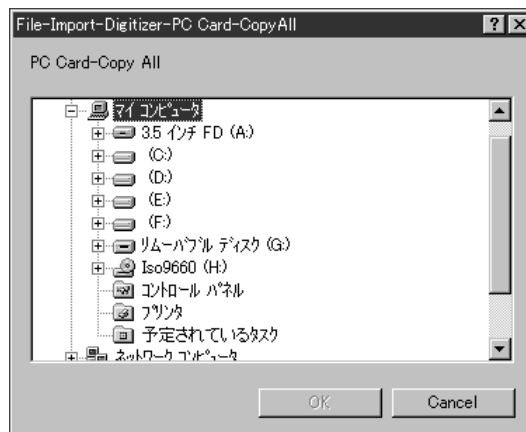 File-Import-Digitizer-PC Card-CopyAll
PC Card-Copy All
マイ コンピュータ
3.5 インチ FD (A:)
(C:)
(D:)
(E:)
(F:)
リムーバブル ディスク (G:)
Iso9660 (H:)
コントロール パネル
プリンタ
予定されているタスク
ネットワーク コンピュータ
OK
Cancel